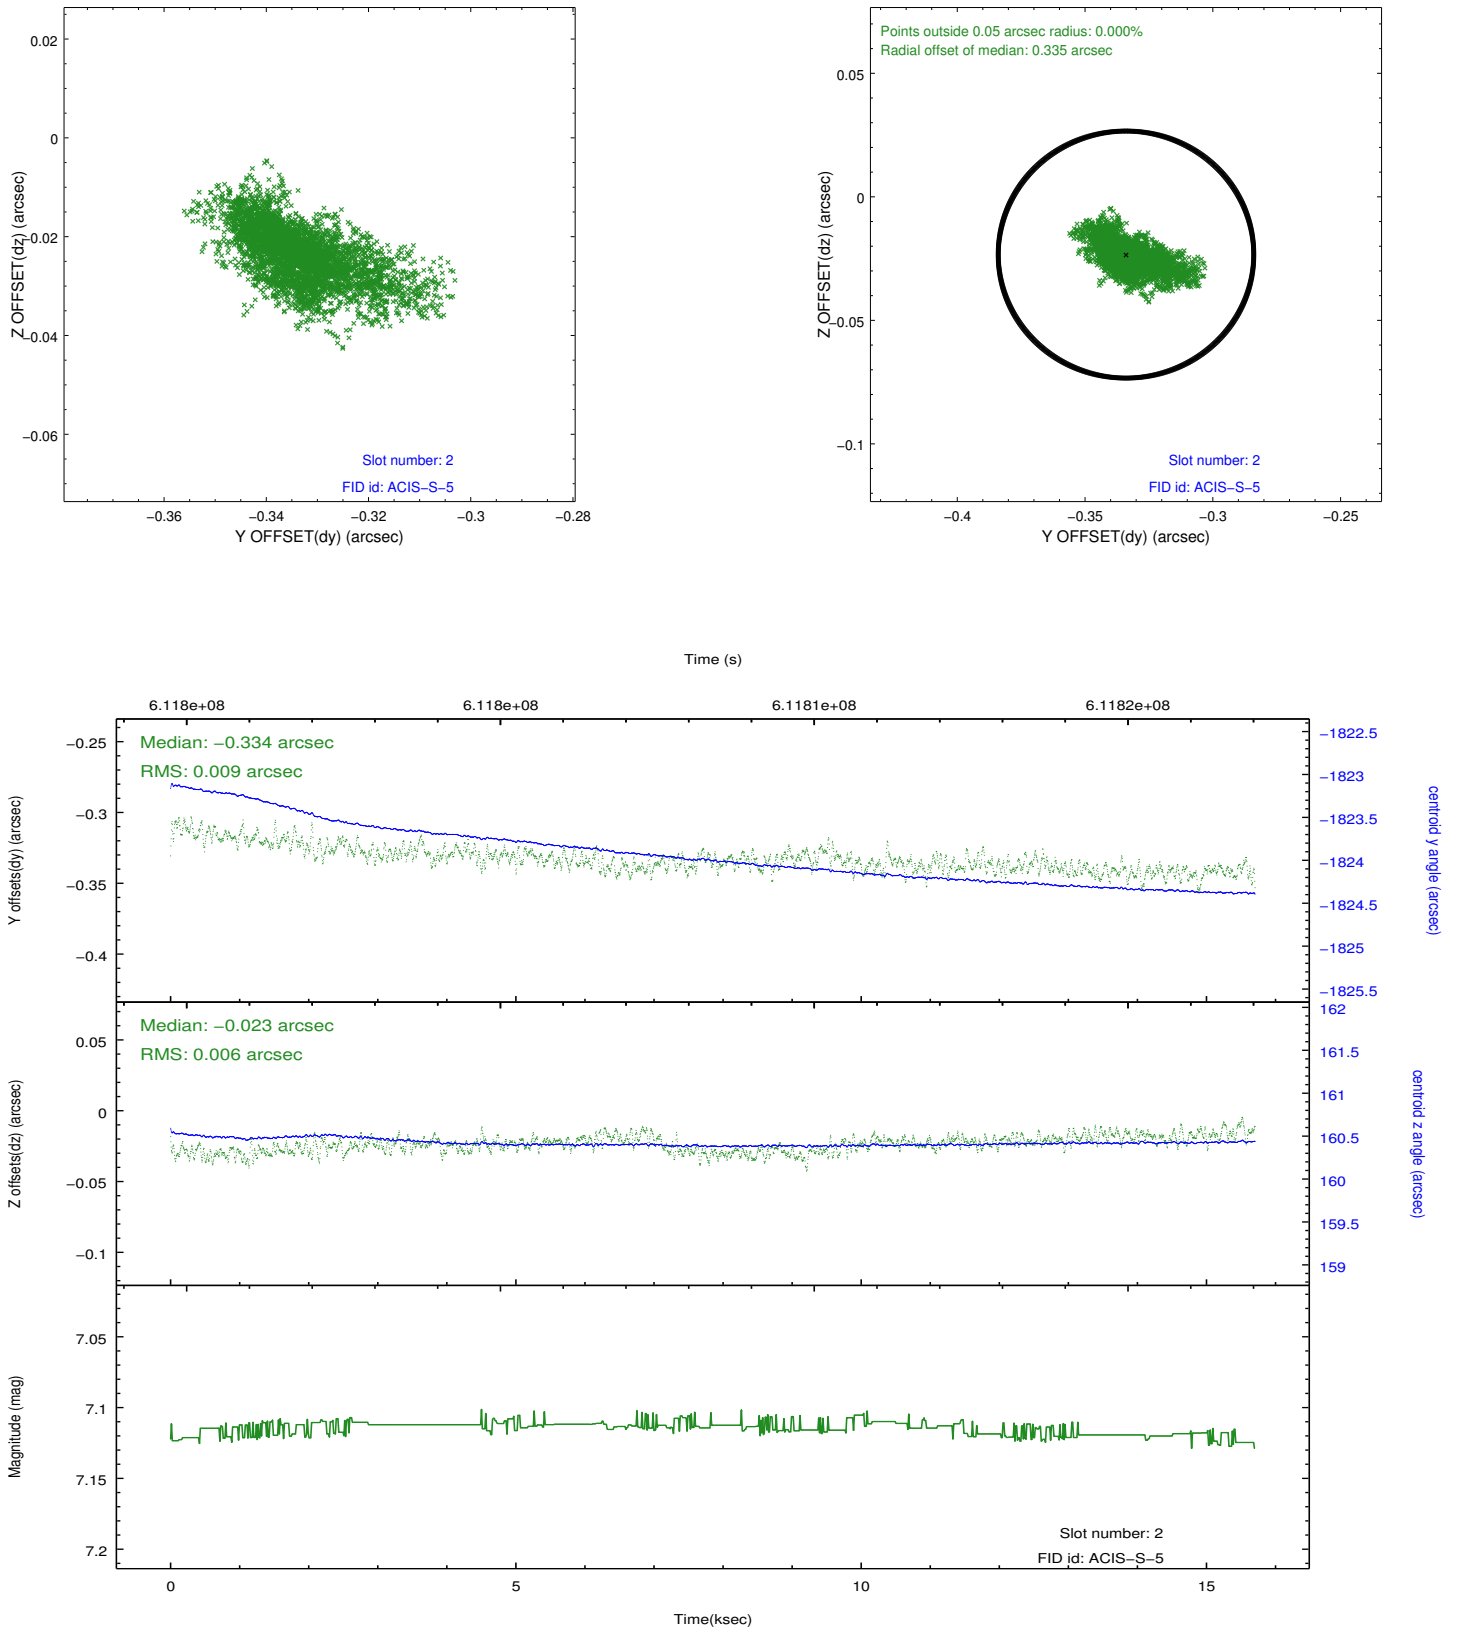 0.02
0
−0.02
−0.04
−0.06
Z OFFSET(dz) (arcsec)
Slot number: 2
FID id: ACIS−S−5
−0.36 −0.34 −0.32 −0.3 −0.28
Y OFFSET(dy) (arcsec)
Points outside 0.05 arcsec radius: 0.000%
Radial offset of median: 0.335 arcsec
0.05
0
−0.05
−0.1
Z OFFSET(dz) (arcsec)
Slot number: 2
FID id: ACIS−S−5
−0.4 −0.35 −0.3 −0.25
Y OFFSET(dy) (arcsec)
Time (s)
6.118e+08 6.118e+08 6.1181e+08 6.1182e+08
Median: −0.334 arcsec
RMS: 0.009 arcsec
−0.25
−0.3
−0.35
−0.4
Y offsets(dy) (arcsec)
−1822.5
−1823
−1823.5
−1824
−1824.5
−1825
−1825.5
centroid y angle (arcsec)
Median: −0.023 arcsec
RMS: 0.006 arcsec
0.05
0
−0.05
−0.1
Z offsets(dz) (arcsec)
162
161.5
161
160.5
160
159.5
159
centroid z angle (arcsec)
7.05
7.1
7.15
7.2
Magnitude (mag)
Slot number: 2
FID id: ACIS−S−5
0 5 10 15
Time(ksec)